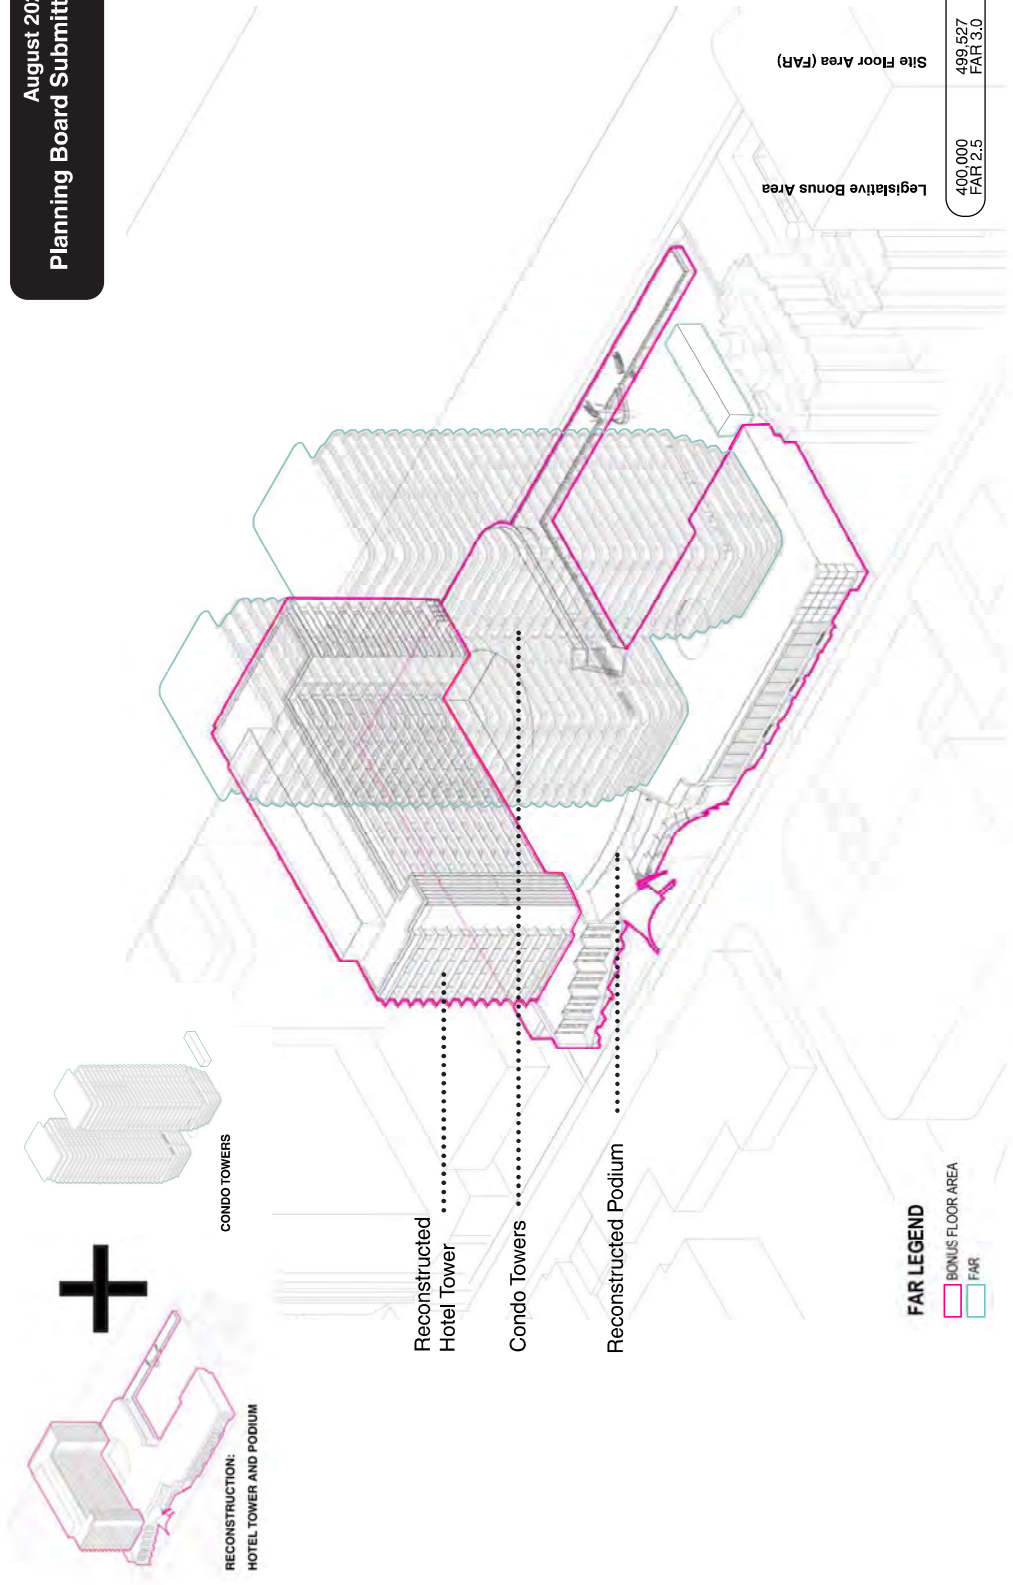 August 202
Planning Board Submitt
Site Floor Area (FAR)
499,527
FAR 3.0
Legislative Bonus Area
400,000
FAR 2.5
CONDO TOWERS
RECONSTRUCTION:
HOTEL TOWER AND PODIUM
Reconstructed
Hotel Tower
Condo Towers
Reconstructed Podium
FAR LEGEND
BONUS FLOOR AREA
FAR